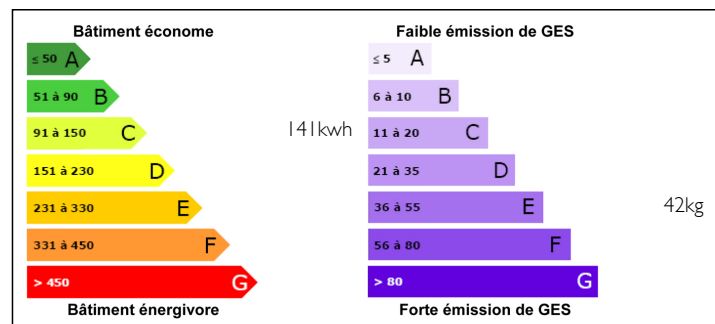 Bâtiment économe
≤ 50 A
51 à 90 B
91 à 150 C
151 à 230 D
231 à 330 E
331 à 450 F
> 450 G
Bâtiment énergivore
141kwh
Faible émission de GES
≤ 5 A
6 à 10 B
11 à 20 C
21 à 35 D
36 à 55 E
56 à 80 F
> 80 G
Forte émission de GES
42kg